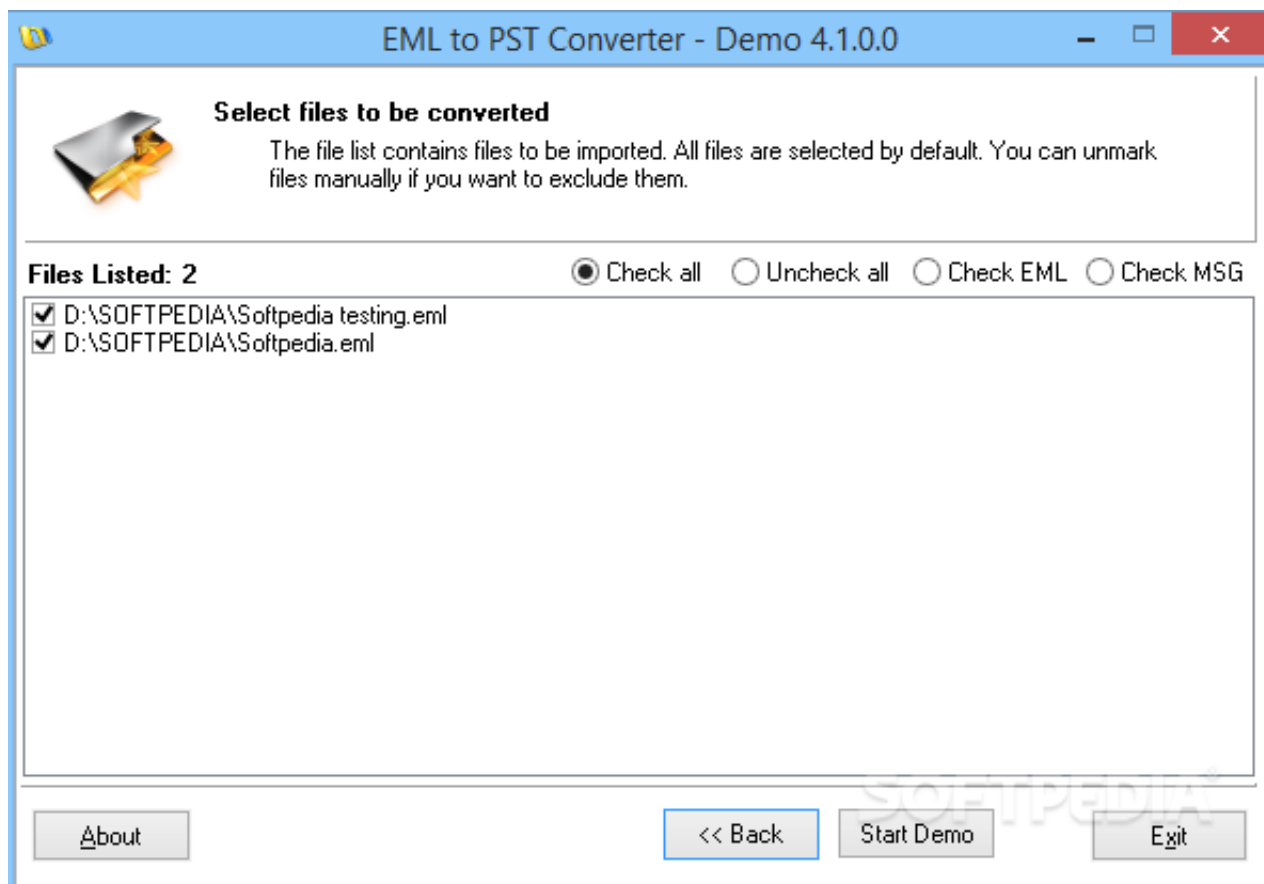 EML to PST Converter - Demo 4.1.0.0
Select files to be converted
The file list contains files to be imported. All files are selected by default. You can unmark
files manually if you want to exclude them.
Files Listed: 2
Check all Uncheck all Check EML Check MSG
D:\SOFTPEDIA\Softpedia testing.eml
D:\SOFTPEDIA\Softpedia.eml
SOFTPEDIA®
About << Back Start Demo Exit